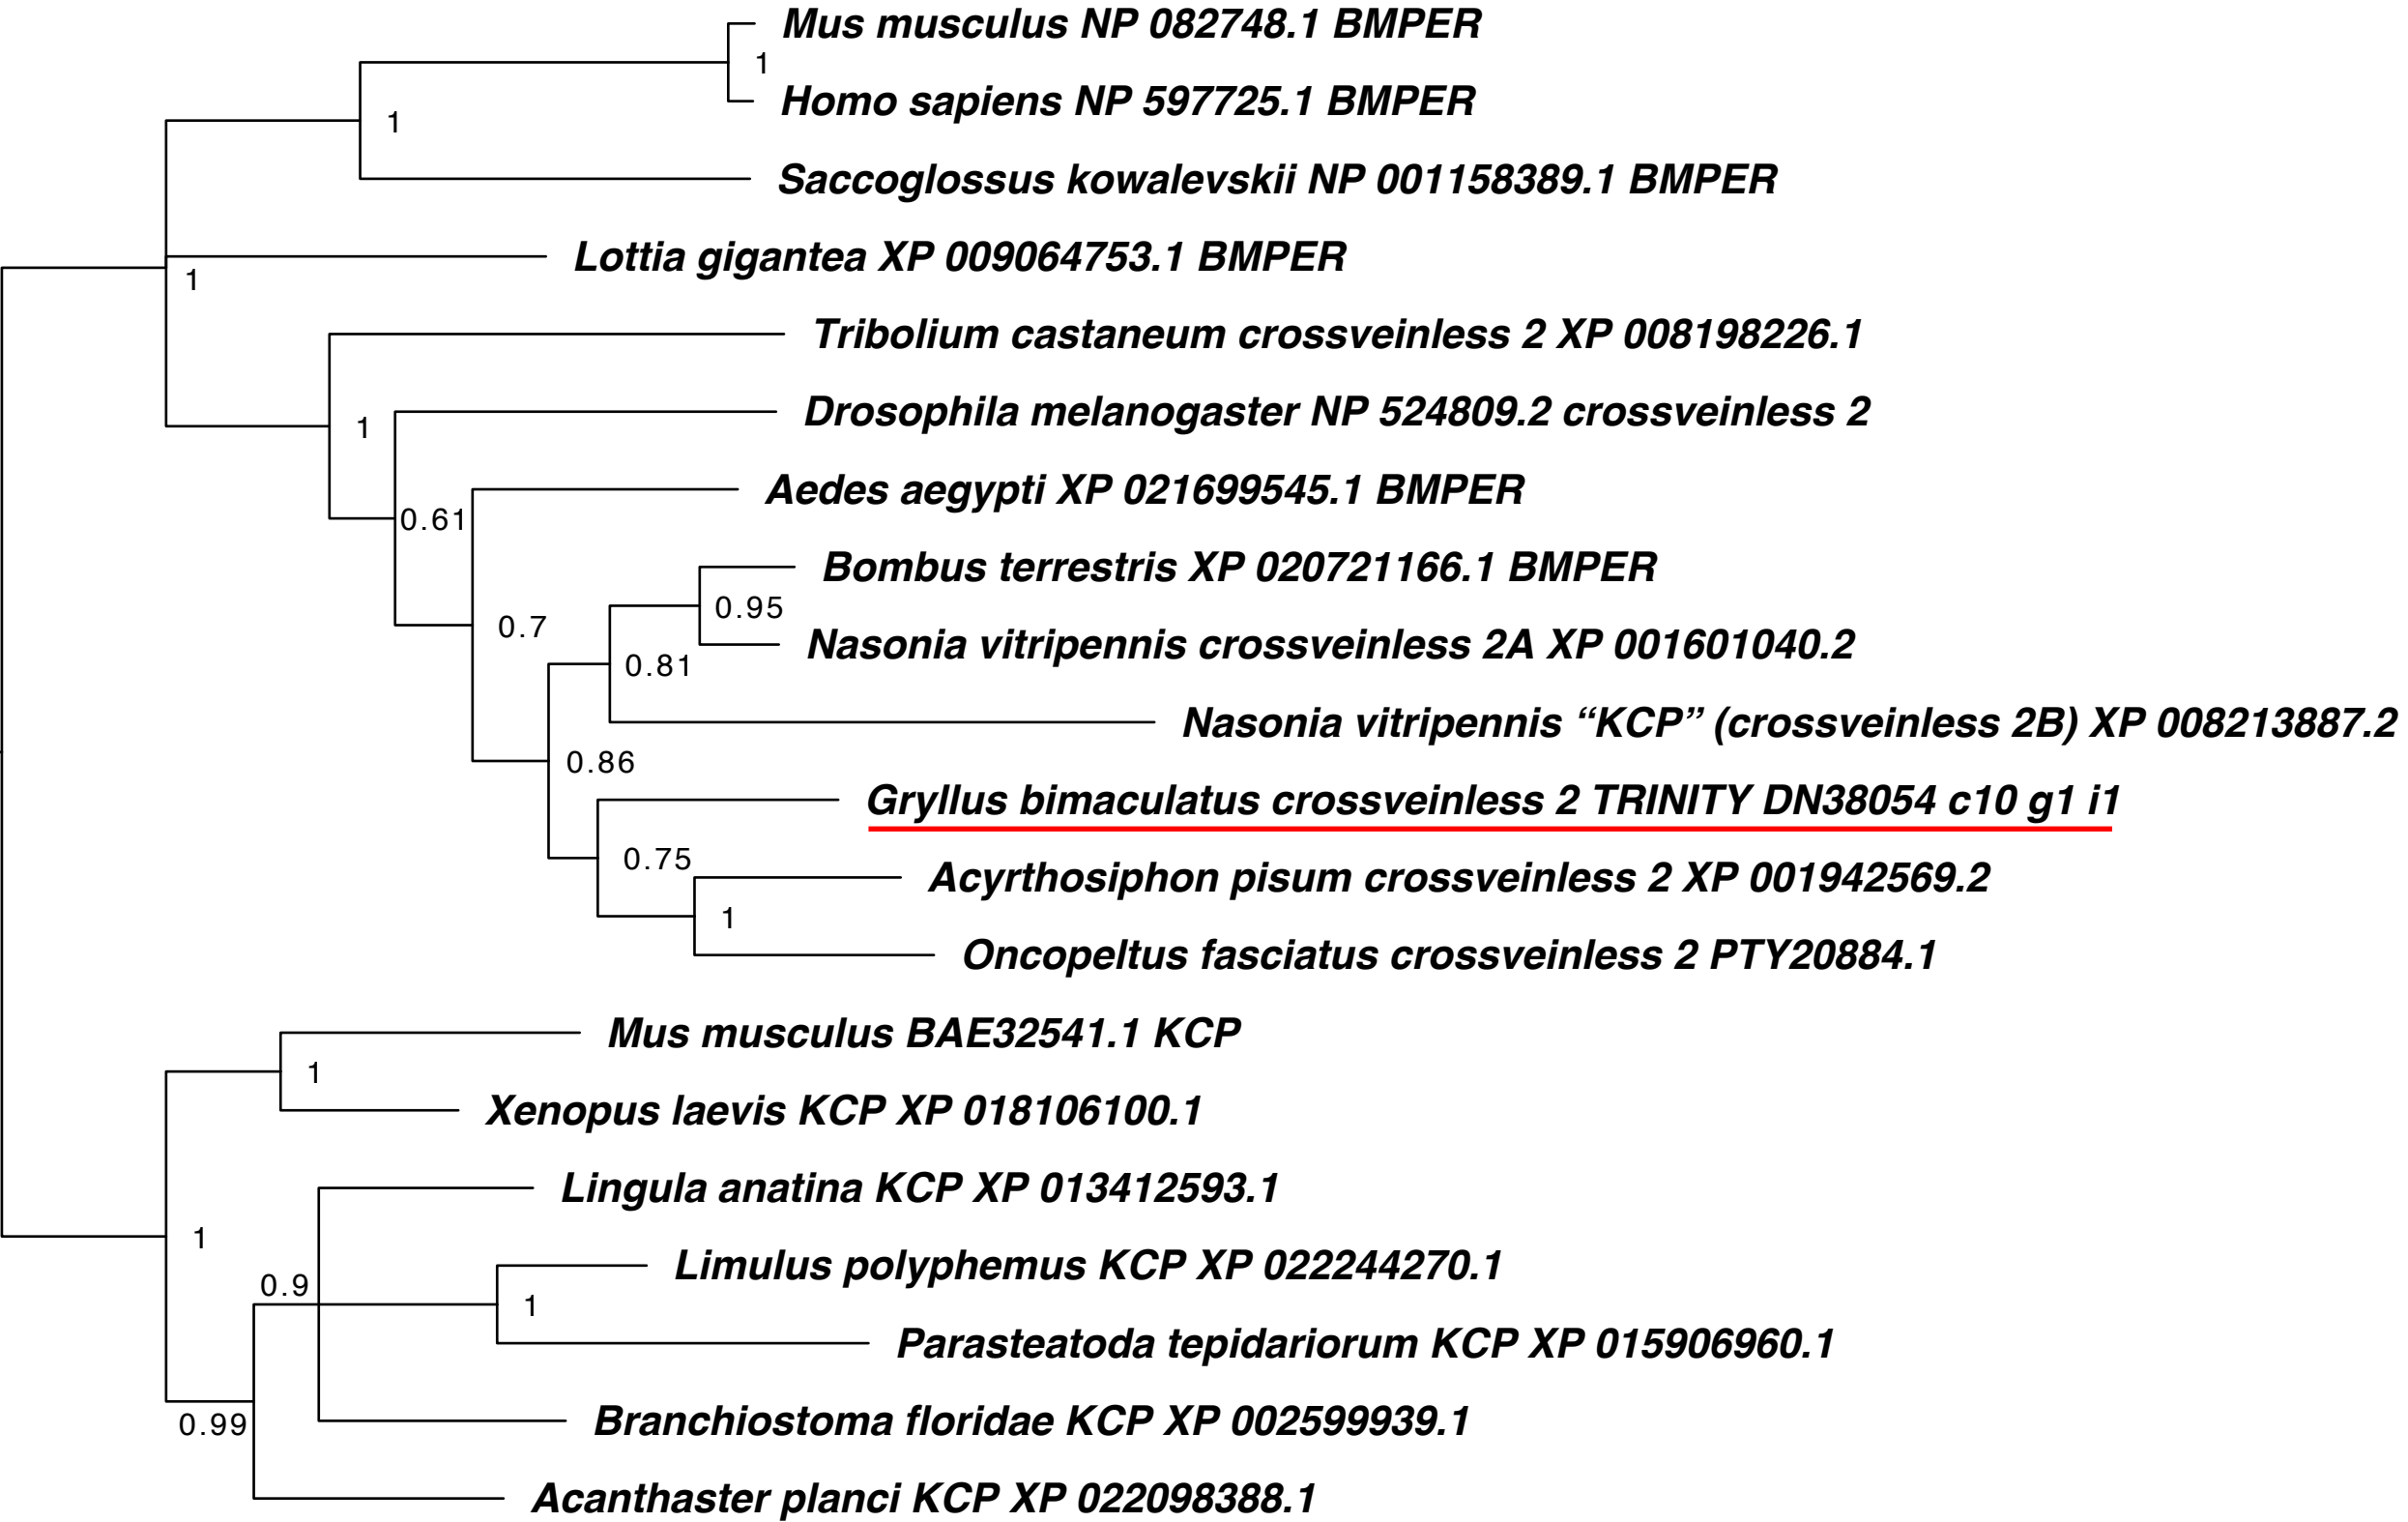 Mus musculus NP 082748.1 BMPER
1
Homo sapiens NP 597725.1 BMPER
1
Saccoglossus kowalevskii NP 001158389.1 BMPER
Lottia gigantea XP 009064753.1 BMPER
1
Tribolium castaneum crossveinless 2 XP 008198226.1
Drosophila melanogaster NP 524809.2 crossveinless 2
1
Aedes aegypti XP 021699545.1 BMPER
0.61
Bombus terrestris XP 020721166.1 BMPER
0.95
0.7
Nasonia vitripennis crossveinless 2A XP 001601040.2
0.81
Nasonia vitripennis “KCP” (crossveinless 2B) XP 008213887.2
0.86
Gryllus bimaculatus crossveinless 2 TRINITY DN38054 c10 g1 i1
0.75
Acyrthosiphon pisum crossveinless 2 XP 001942569.2
1
Oncopeltus fasciatus crossveinless 2 PTY20884.1
Mus musculus BAE32541.1 KCP
1
Xenopus laevis KCP XP 018106100.1
Lingula anatina KCP XP 013412593.1
1
Limulus polyphemus KCP XP 022244270.1
0.9
1
Parasteatoda tepidariorum KCP XP 015906960.1
Branchiostoma floridae KCP XP 002599939.1
0.99
Acanthaster planci KCP XP 022098388.1